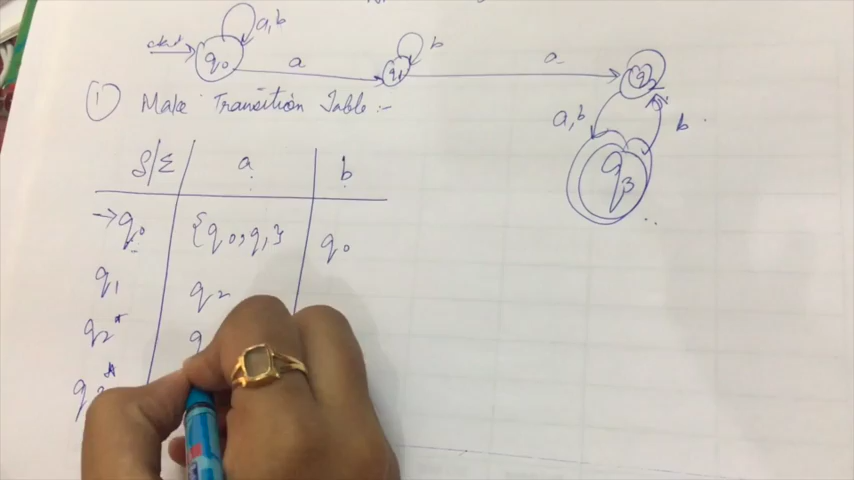 start q₀ a,b a q₁ b a q₂
① Make Transition Table :-
a,b b
q₃
δ/Σ a b
→q₀ {q₀,q₁} q₀
q₁ q₂
q₂*